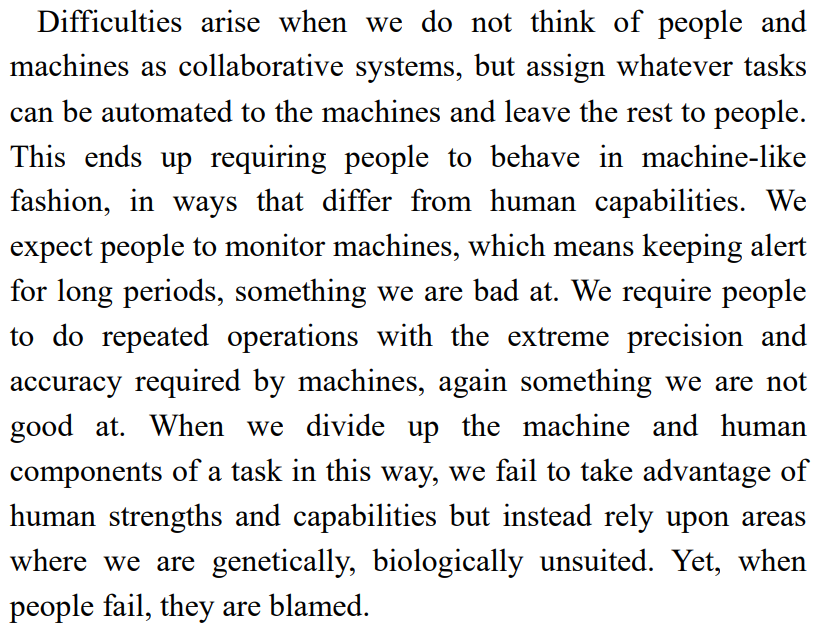 Difficulties arise when we do not think of people and
machines as collaborative systems, but assign whatever tasks
can be automated to the machines and leave the rest to people.
This ends up requiring people to behave in machine-like
fashion, in ways that differ from human capabilities. We
expect people to monitor machines, which means keeping alert
for long periods, something we are bad at. We require people
to do repeated operations with the extreme precision and
accuracy required by machines, again something we are not
good at. When we divide up the machine and human
components of a task in this way, we fail to take advantage of
human strengths and capabilities but instead rely upon areas
where we are genetically, biologically unsuited. Yet, when
people fail, they are blamed.